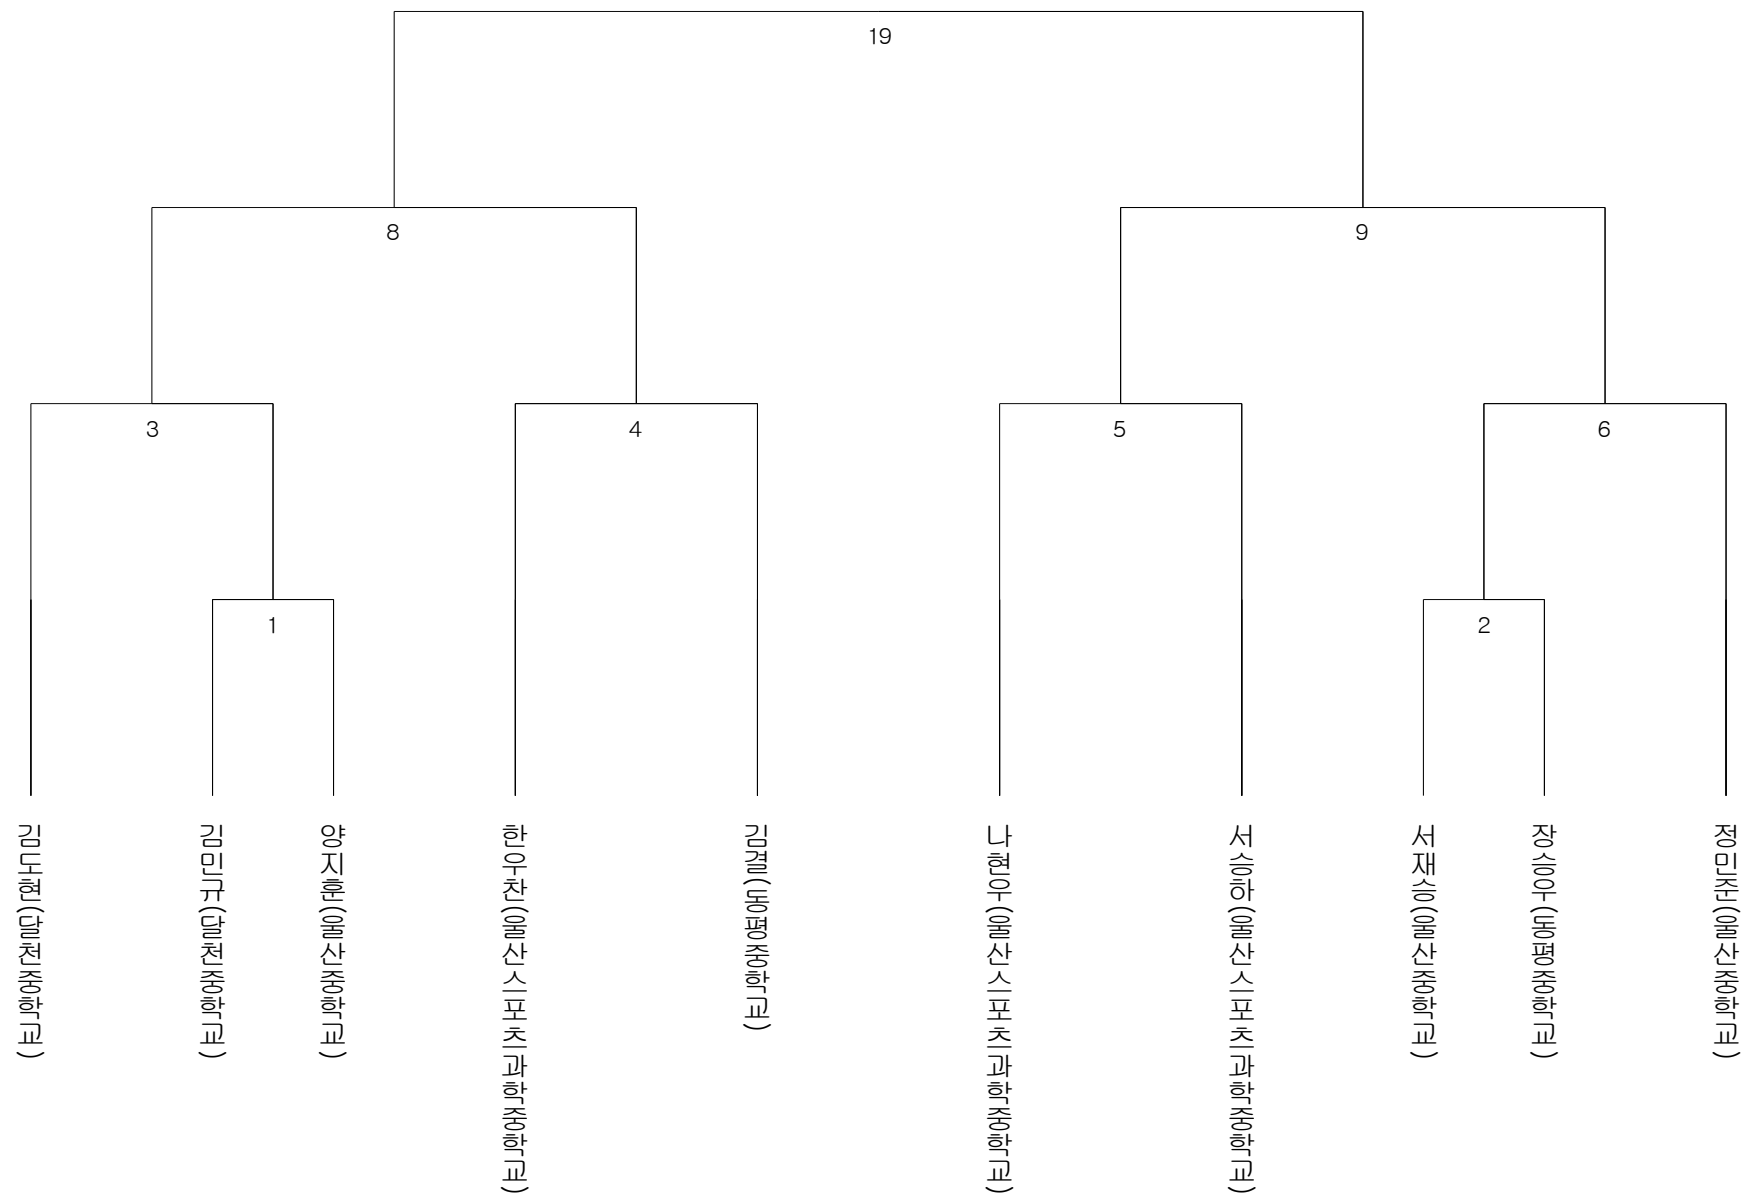 19
8
9
3
4
5
6
1
2
김도현(달천중학교)
김민규(달천중학교)
양지훈(울산중학교)
한우찬(울산스포츠과학중학교)
김결(동평중학교)
나현우(울산스포츠과학중학교)
서승하(울산스포츠과학중학교)
서재승(울산중학교)
장승우(동평중학교)
정민준(울산중학교)